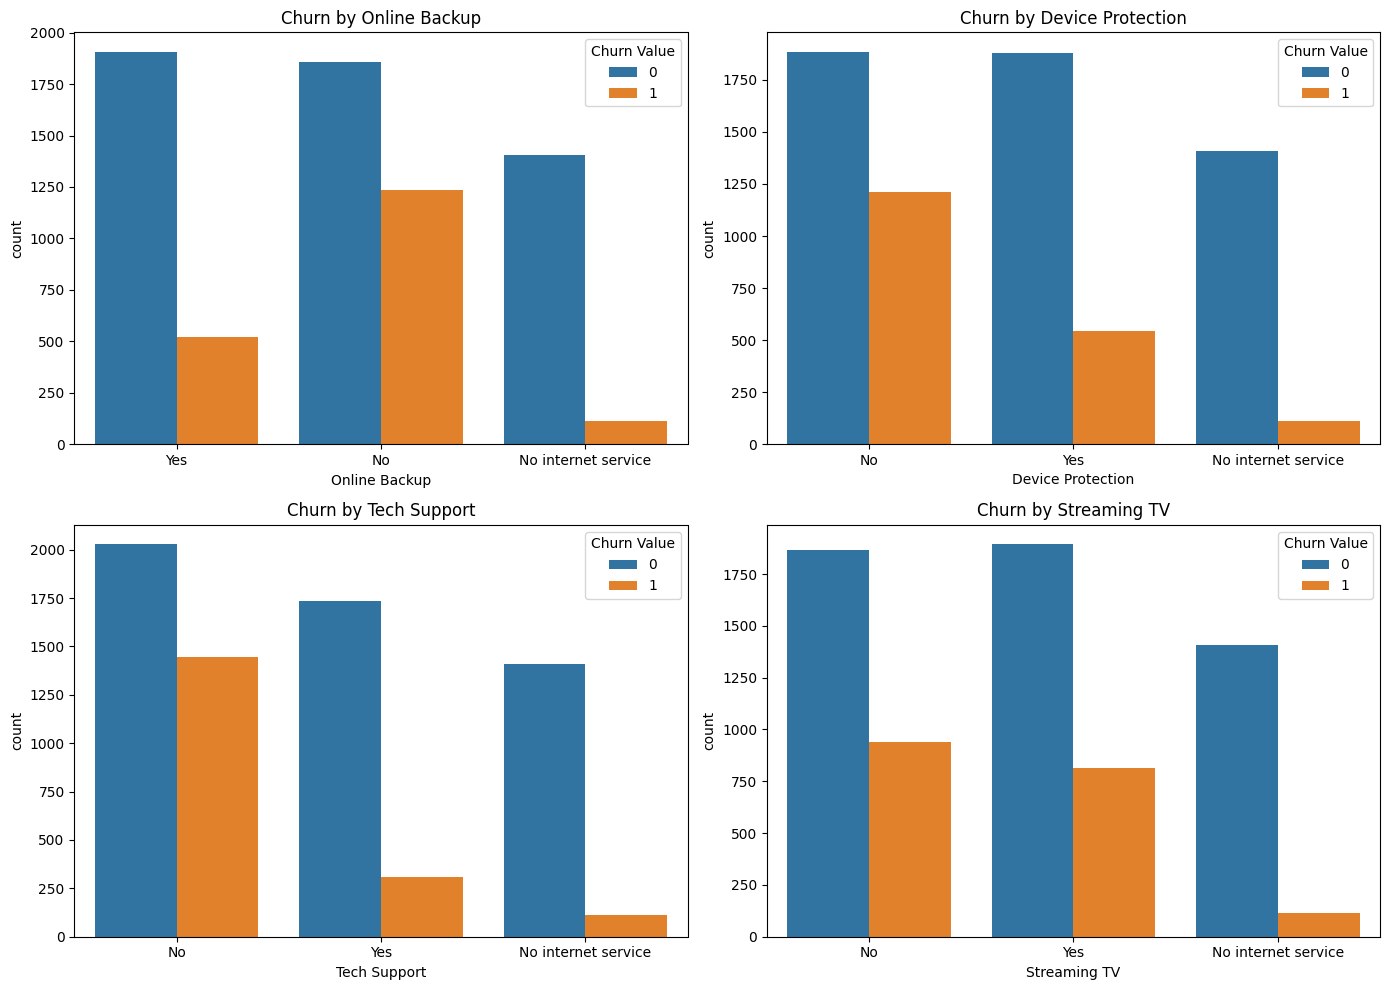 Churn by Online Backup
2000
1750
1500
1250
1000
750
500
250
0
count
Yes
No
No internet service
Online Backup
Churn Value
0
1
Churn by Device Protection
1750
1500
1250
1000
750
500
250
0
count
No
Yes
No internet service
Device Protection
Churn Value
0
1
Churn by Tech Support
2000
1750
1500
1250
1000
750
500
250
0
count
No
Yes
No internet service
Tech Support
Churn Value
0
1
Churn by Streaming TV
1750
1500
1250
1000
750
500
250
0
count
No
Yes
No internet service
Streaming TV
Churn Value
0
1